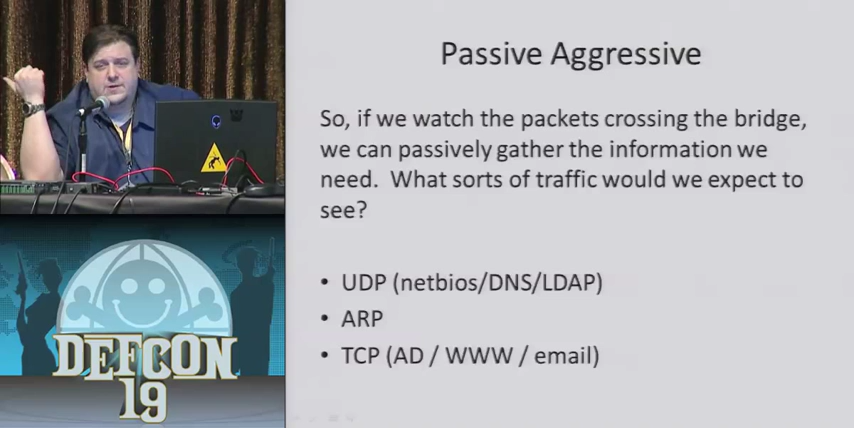 Passive Aggressive
So, if we watch the packets crossing the bridge,
we can passively gather the information we
need. What sorts of traffic would we expect to
see?
• UDP (netbios/DNS/LDAP)
• ARP
• TCP (AD / WWW / email)
DEFCON
19